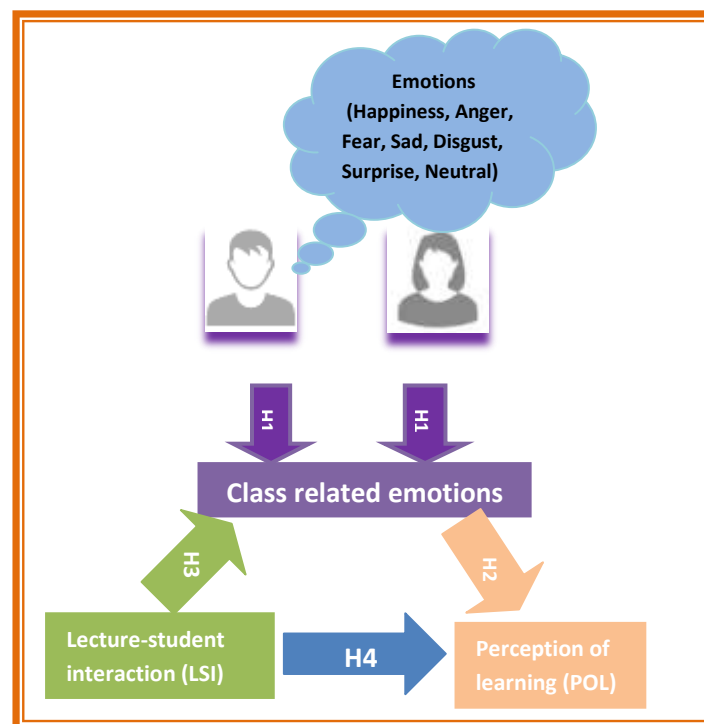 Emotions
(Happiness, Anger,
Fear, Sad, Disgust,
Surprise, Neutral)
H1
H1
Class related emotions
H3
H2
Lecture-student
interaction (LSI)
H4
Perception of
learning (POL)